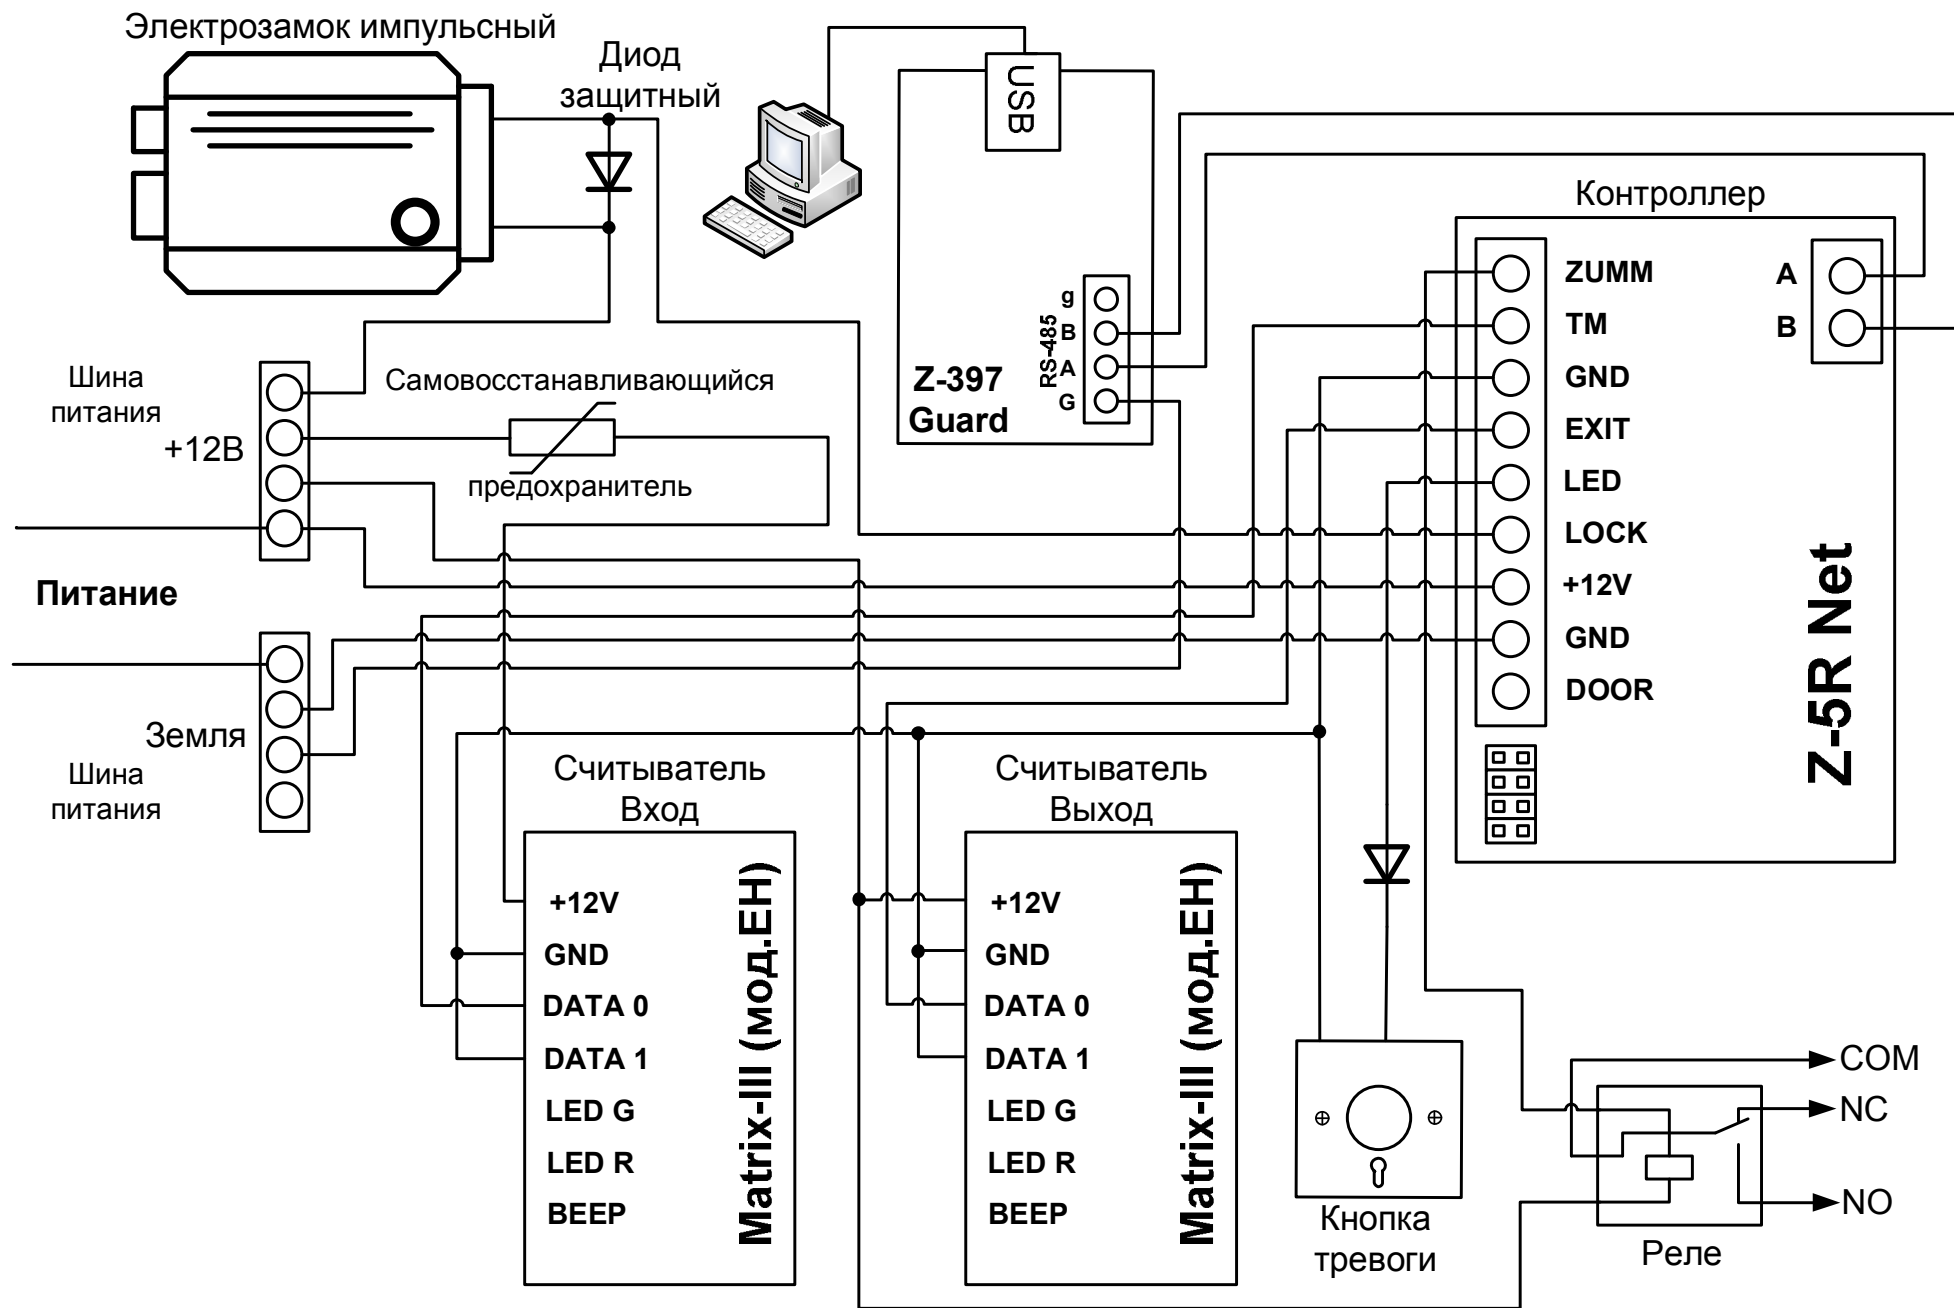 Электрозамок импульсный
Диод
защитный
USB
Z-397
Guard
RS-485
g
B
A
G
Контроллер
ZUMM
TM
GND
EXIT
LED
LOCK
+12V
GND
DOOR
A
B
Z-5R Net
Шина
питания
+12В
Самовосстанавливающийся
предохранитель
Питание
Земля
Шина
питания
Считыватель
Вход
+12V
GND
DATA 0
DATA 1
LED G
LED R
BEEP
Matrix-III (мод.EH)
Считыватель
Выход
+12V
GND
DATA 0
DATA 1
LED G
LED R
BEEP
Matrix-III (мод.EH)
Кнопка
тревоги
COM
NC
NO
Реле